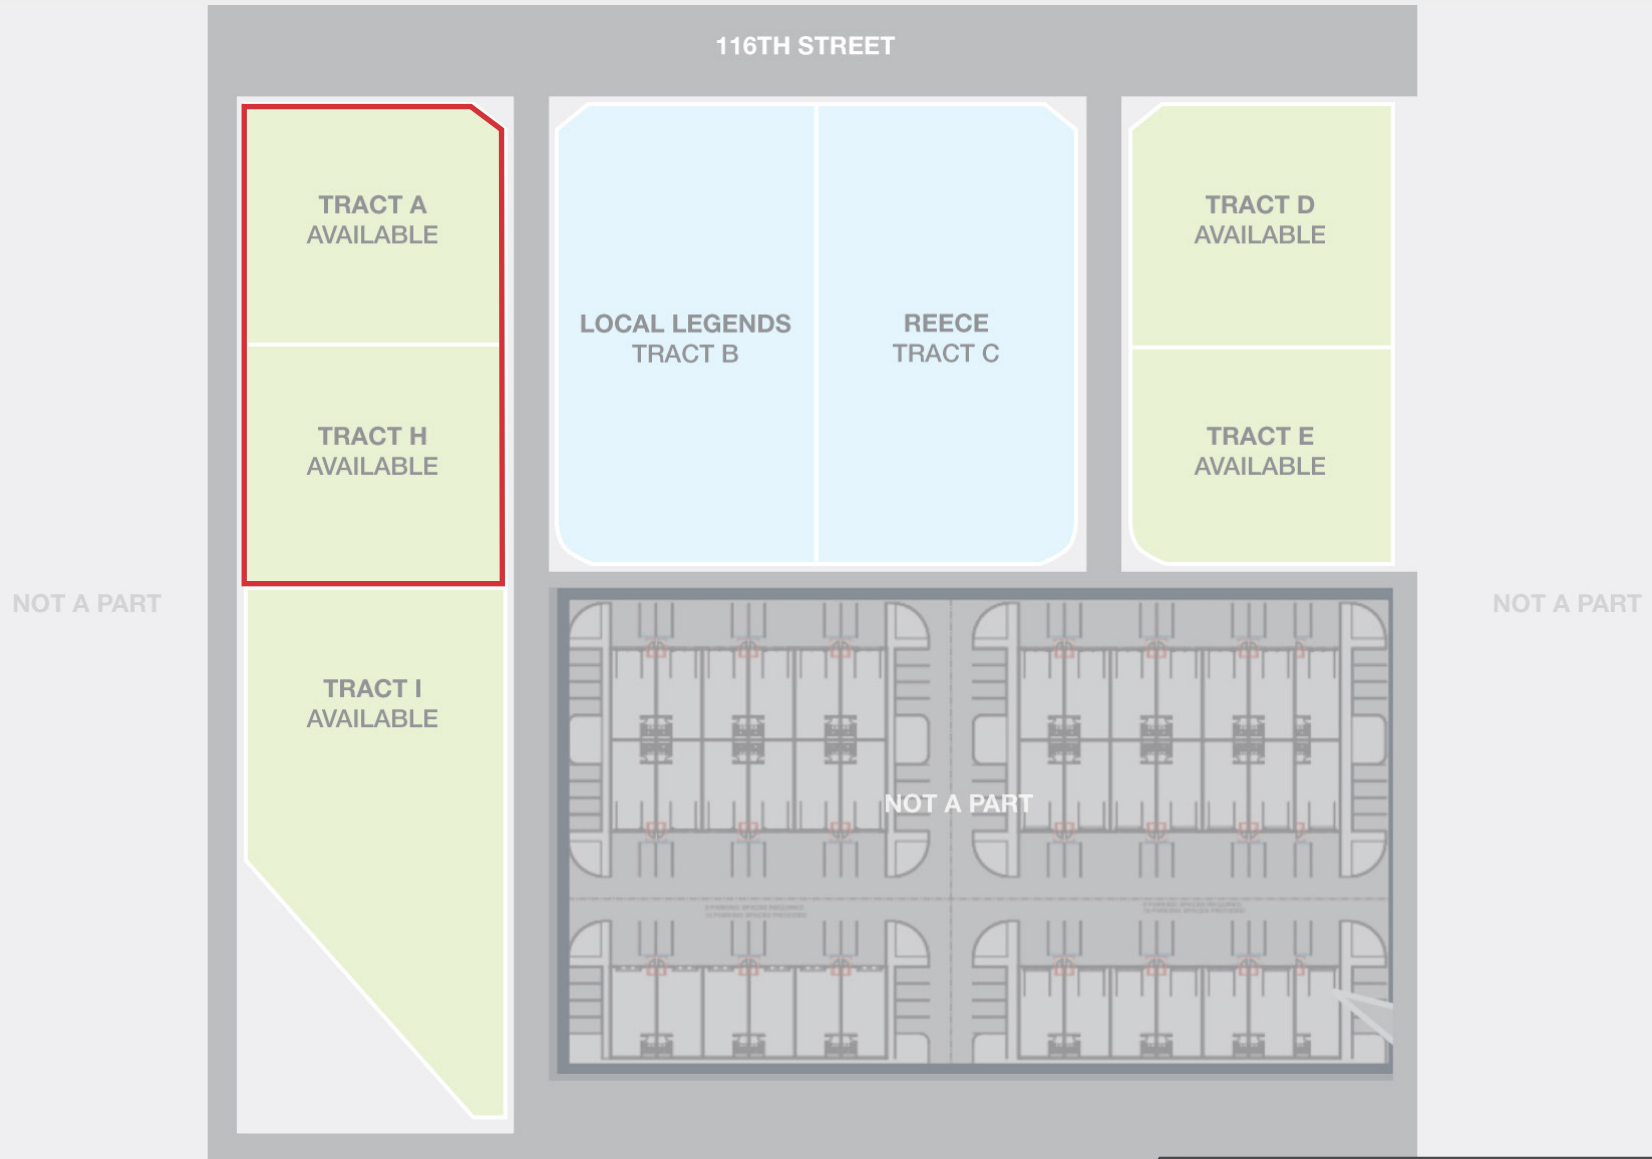 116TH STREET
TRACT A
AVAILABLE
TRACT D
AVAILABLE
LOCAL LEGENDS
TRACT B
REECE
TRACT C
TRACT H
AVAILABLE
TRACT E
AVAILABLE
NOT A PART
NOT A PART
TRACT I
AVAILABLE
NOT A PART